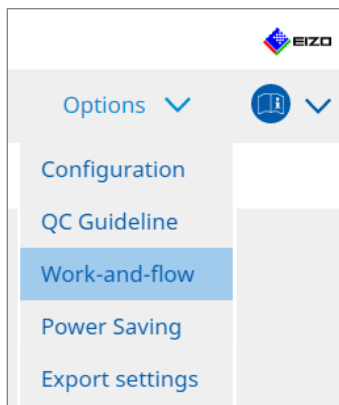 EIZO
Options
Configuration
QC Guideline
Work-and-flow
Power Saving
Export settings